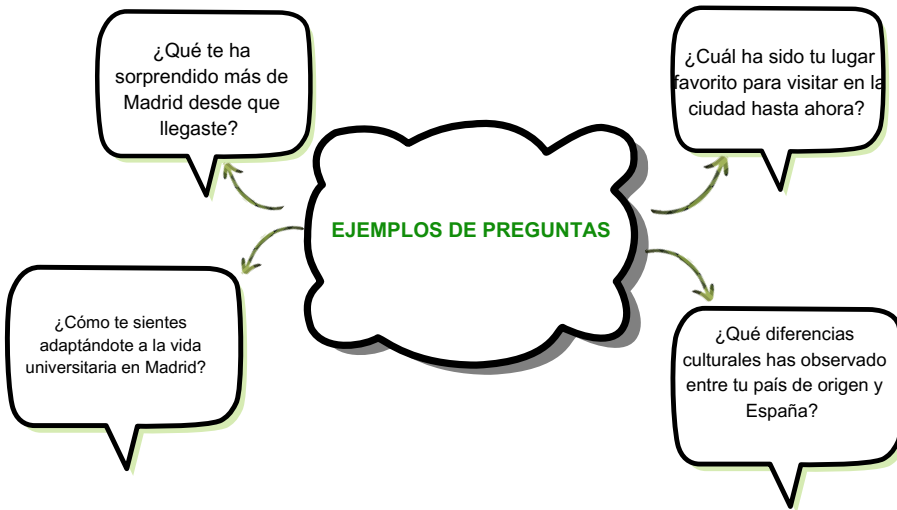 ¿Qué te ha
sorprendido más de
Madrid desde que
llegaste?
¿Cuál ha sido tu lugar
favorito para visitar en la
ciudad hasta ahora?
EJEMPLOS DE PREGUNTAS
¿Cómo te sientes
adaptándote a la vida
universitaria en Madrid?
¿Qué diferencias
culturales has observado
entre tu país de origen y
España?